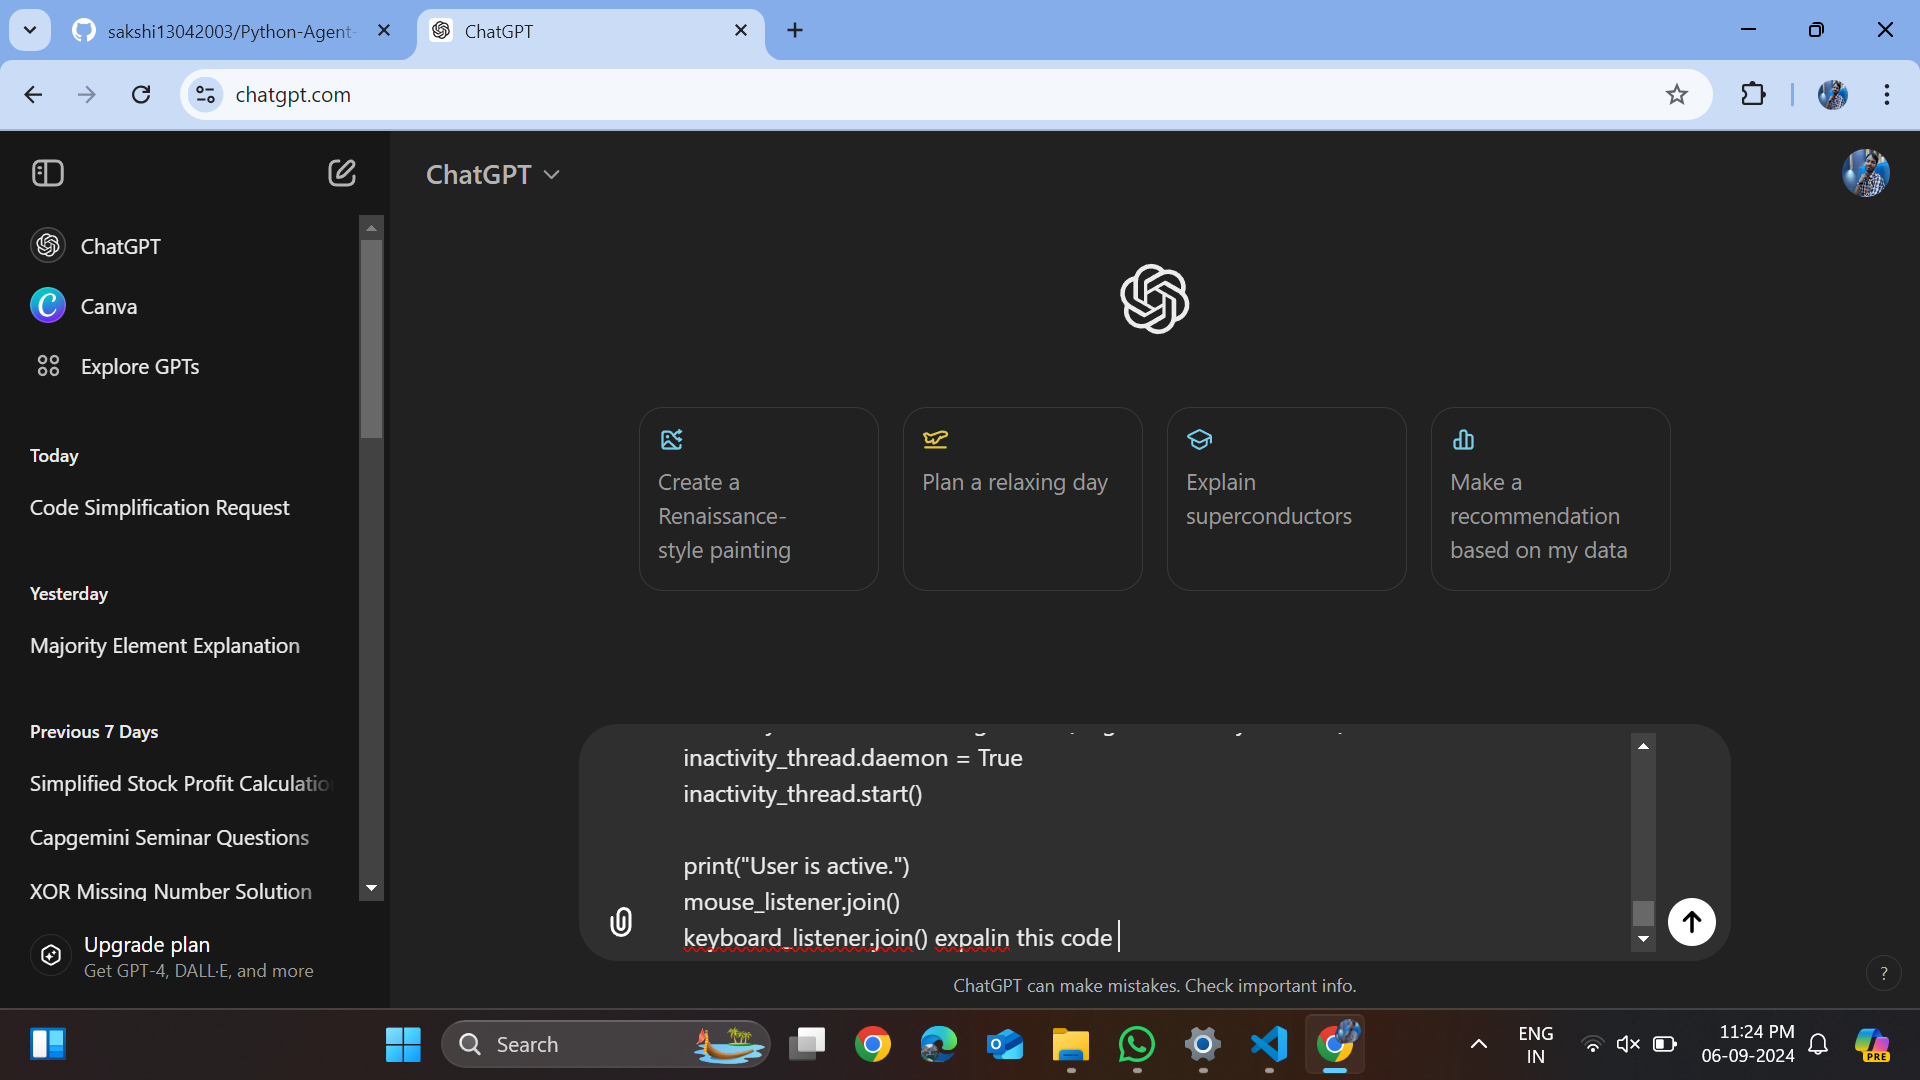 sakshi13042003/Python-Agent-
ChatGPT
chatgpt.com
ChatGPT
ChatGPT
Canva
Explore GPTs
Today
Code Simplification Request
Yesterday
Majority Element Explanation
Previous 7 Days
Simplified Stock Profit Calculatio
Capgemini Seminar Questions
XOR Missing Number Solution
Upgrade plan
Get GPT-4, DALL·E, and more
Create a
Renaissance-
style painting
Plan a relaxing day
Explain
superconductors
Make a
recommendation
based on my data
inactivity_thread.daemon = True
inactivity_thread.start()
print("User is active.")
mouse_listener.join()
keyboard_listener.join() expalin this code
ChatGPT can make mistakes. Check important info.
?
Search
ENG
IN
11:24 PM
06-09-2024
PRE